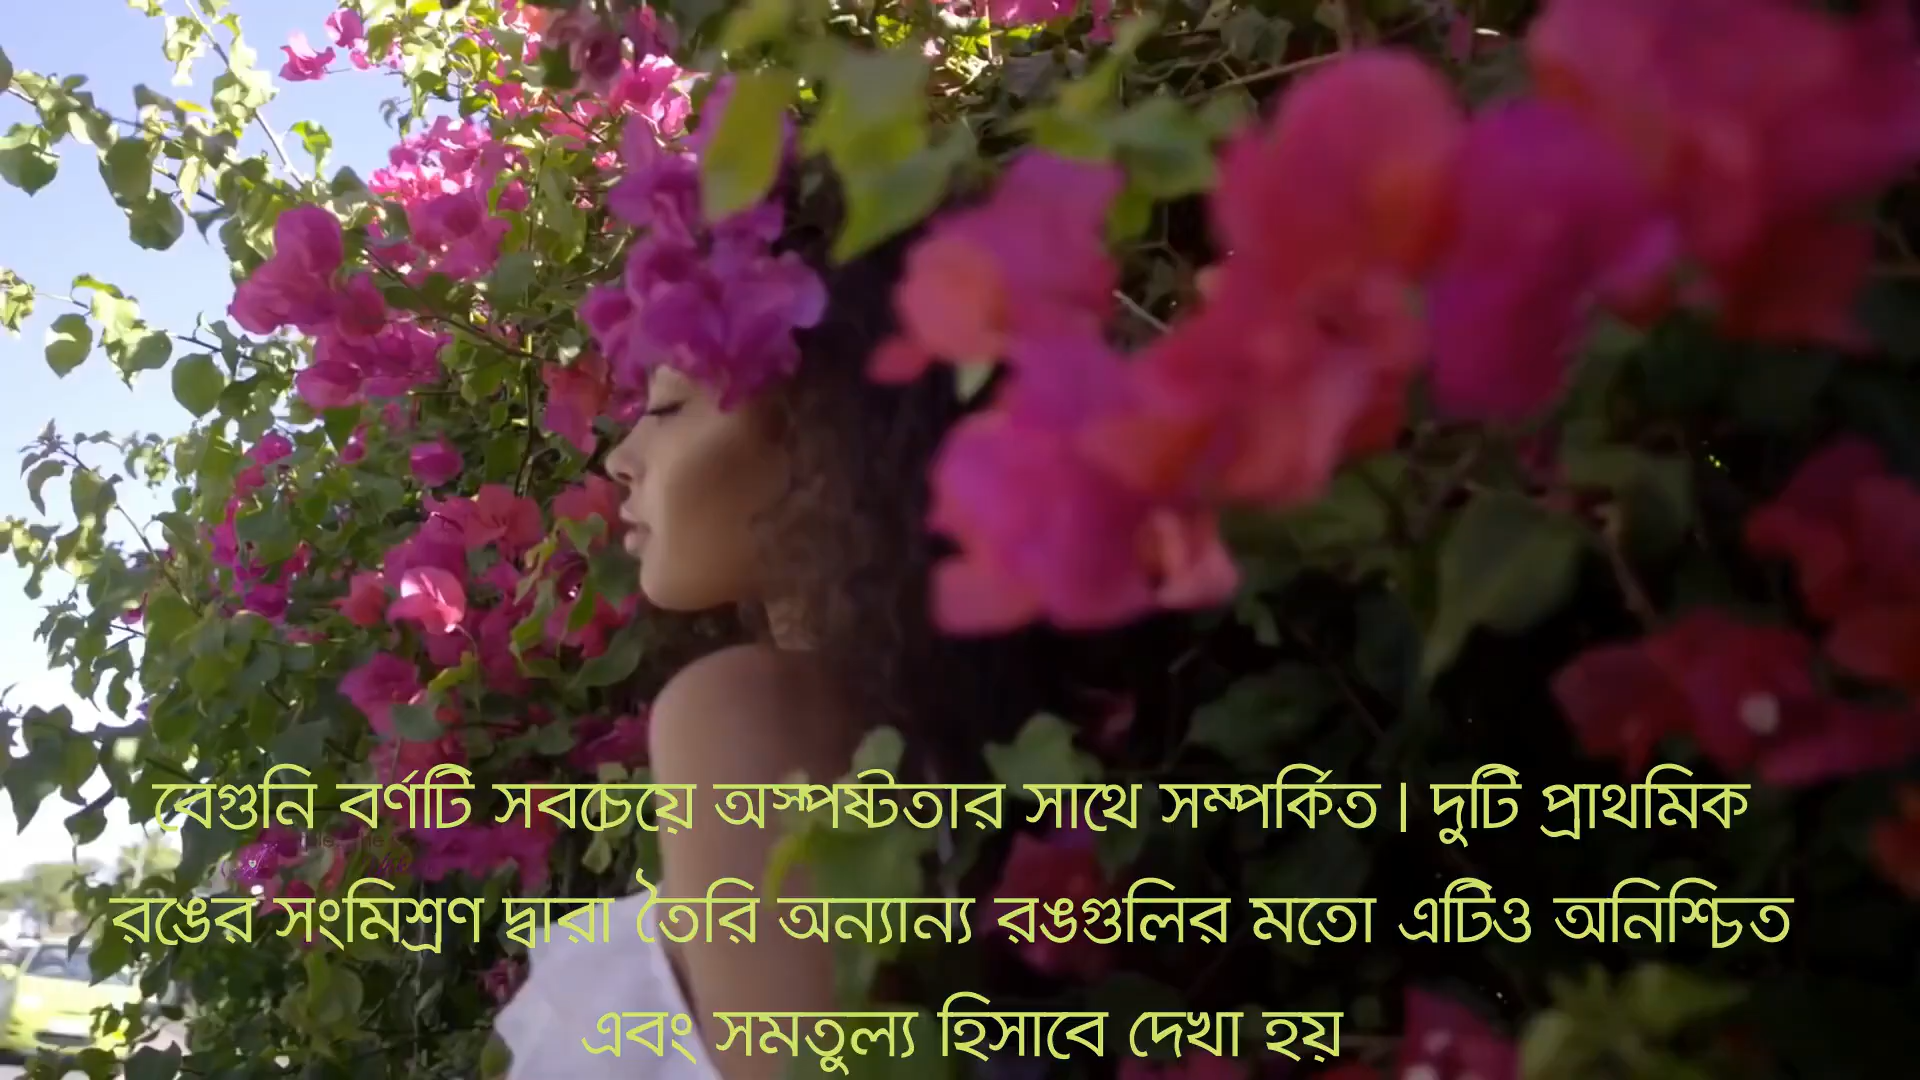 বেগুনি বর্ণটি সবচেয়ে অস্পষ্টতার সাথে সম্পর্কিত । দুটি প্রাথমিক
রঙের সংমিশ্রণ দ্বারা তৈরি অন্যান্য রঙগুলির মতো এটিও অনিশ্চিত
এবং সমতুল্য হিসাবে দেখা হয়